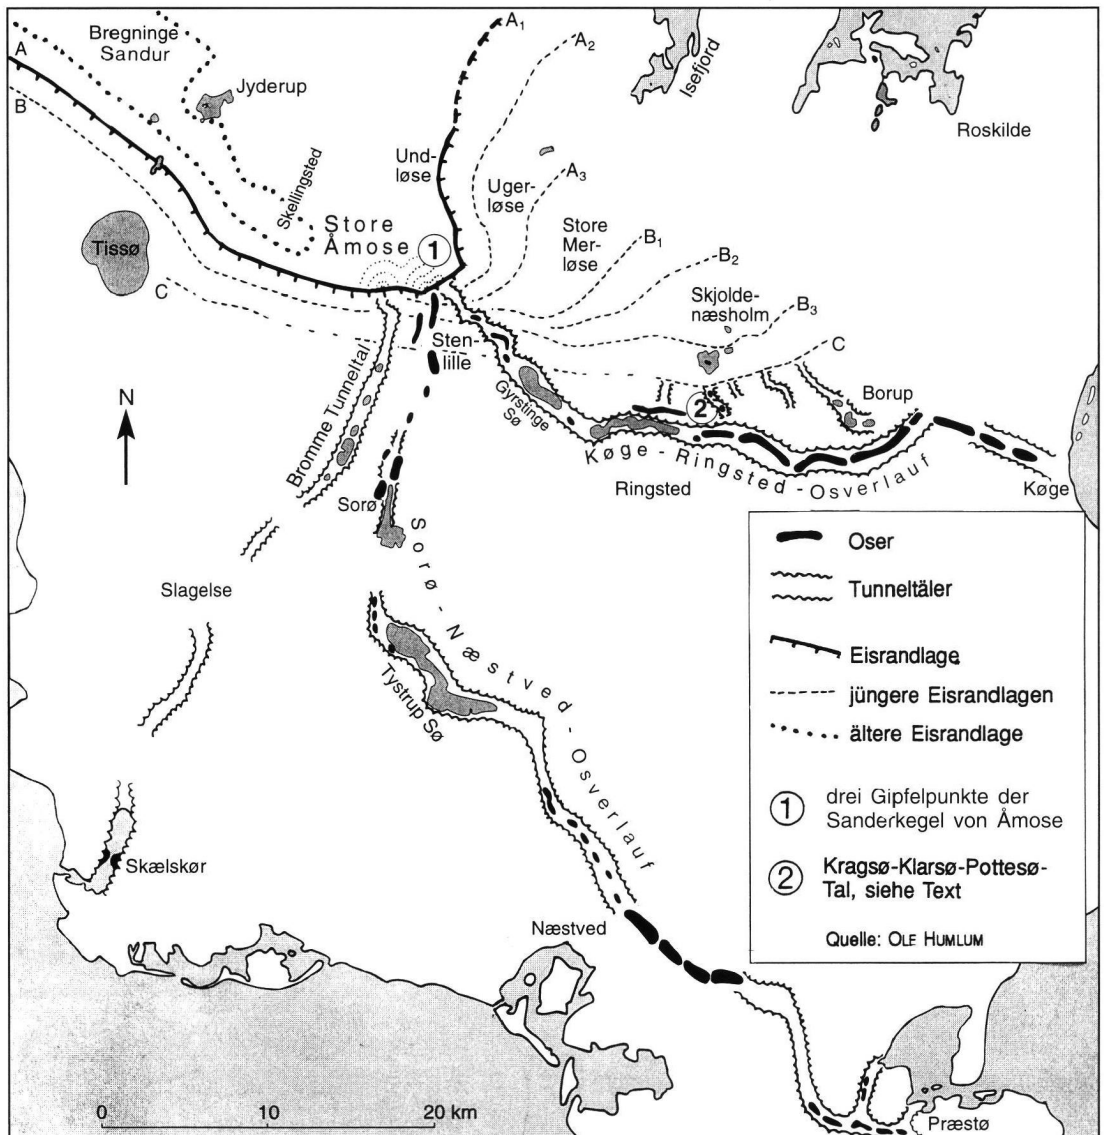 A
Bregninge
Sandur
A1
A2
Isefjord
Roskilde
B
Jyderup
Skellingsted
Und-
løse
Uger-
løse
A3
Store
Mer-
løse
Store
Åmose
1
Tissø
B1
B2
C
Skjolde-
næsholm
B3
C
Sten-
lille
N
Bromme Tunneltal
Gyrstinge
Sø
2
Borup
Køge-Ringsted-Osverlauf
Ringsted
Køge
Sorø
Sorø-Næstved-Osverlauf
Slagelse
Tystrup Sø
Skælskør
Næstved
Præstø
Oser
Tunneltäler
Eisrandlage
jüngere Eisrandlagen
ältere Eisrandlage
1 drei Gipfelpunkte der
Sanderkegel von Åmose
2 Kragsø-Klarsø-Pottesø-
Tal, siehe Text
Quelle: OLE HUMLUM
0 10 20 km